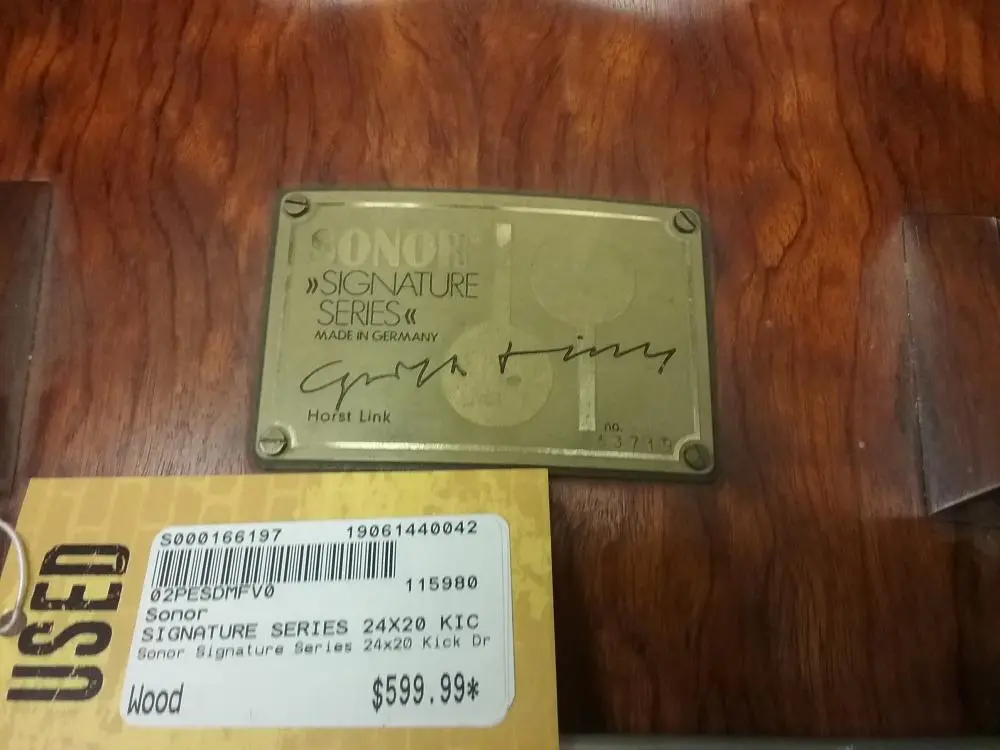 SONOR
»SIGNATURE
SERIES«
MADE IN GERMANY
Horst Link
no.
USED
S000166197 19061440042
02PESDMFV0 115980
Sonor
SIGNATURE SERIES 24X20 KIC
Sonor Signature Series 24x20 Kick Dr
Wood $599.99*